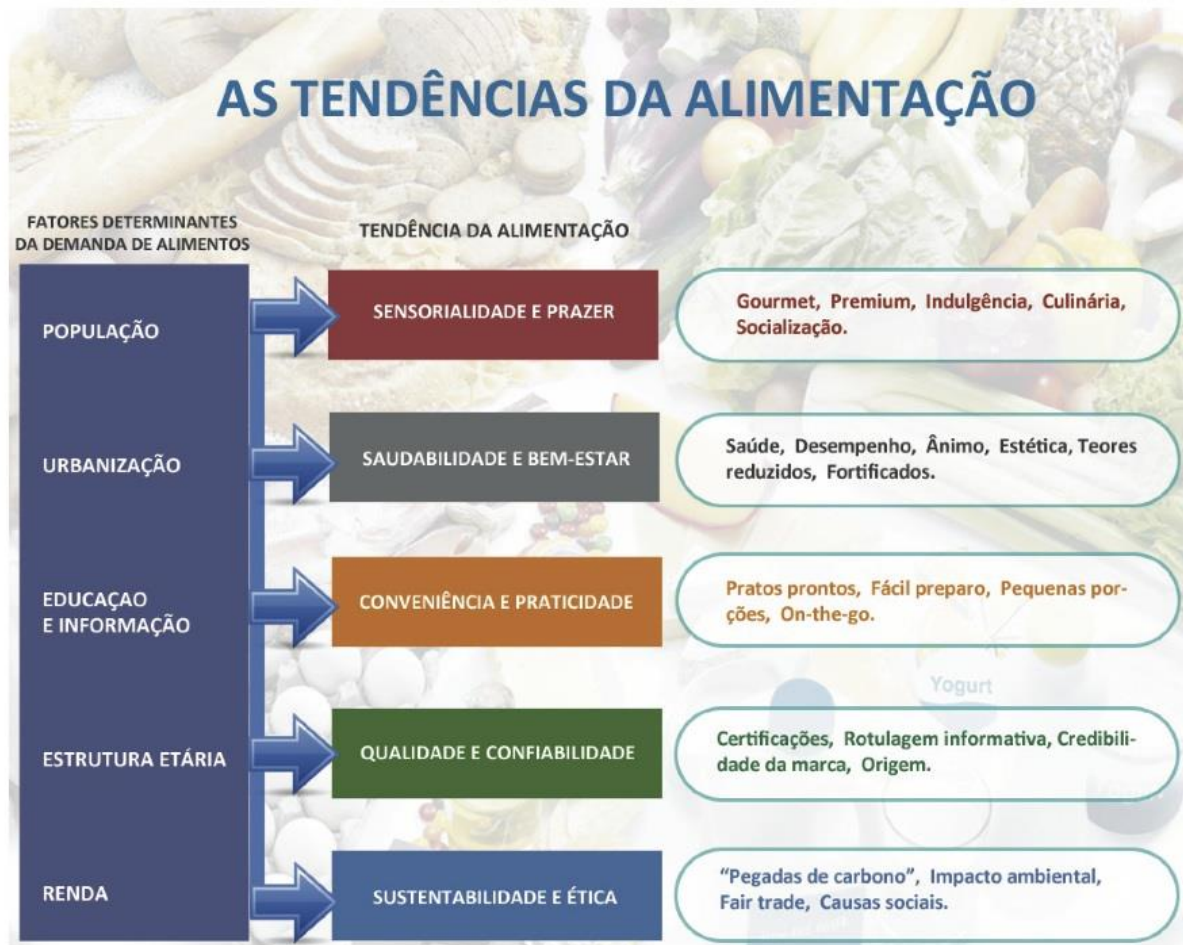 AS TENDÊNCIAS DA ALIMENTAÇÃO
FATORES DETERMINANTES
DA DEMANDA DE ALIMENTOS
TENDÊNCIA DA ALIMENTAÇÃO
POPULAÇÃO
SENSORIALIDADE E PRAZER
Gourmet, Premium, Indulgência, Culinária,
Socialização.
URBANIZAÇÃO
SAUDABILIDADE E BEM-ESTAR
Saúde, Desempenho, Ânimo, Estética, Teores
reduzidos, Fortificados.
EDUCAÇAO
E INFORMAÇÃO
CONVENIÊNCIA E PRATICIDADE
Pratos prontos, Fácil preparo, Pequenas por-
ções, On-the-go.
Yogurt
ESTRUTURA ETÁRIA
QUALIDADE E CONFIABILIDADE
Certificações, Rotulagem informativa, Credibili-
dade da marca, Origem.
RENDA
SUSTENTABILIDADE E ÉTICA
“Pegadas de carbono”, Impacto ambiental,
Fair trade, Causas sociais.